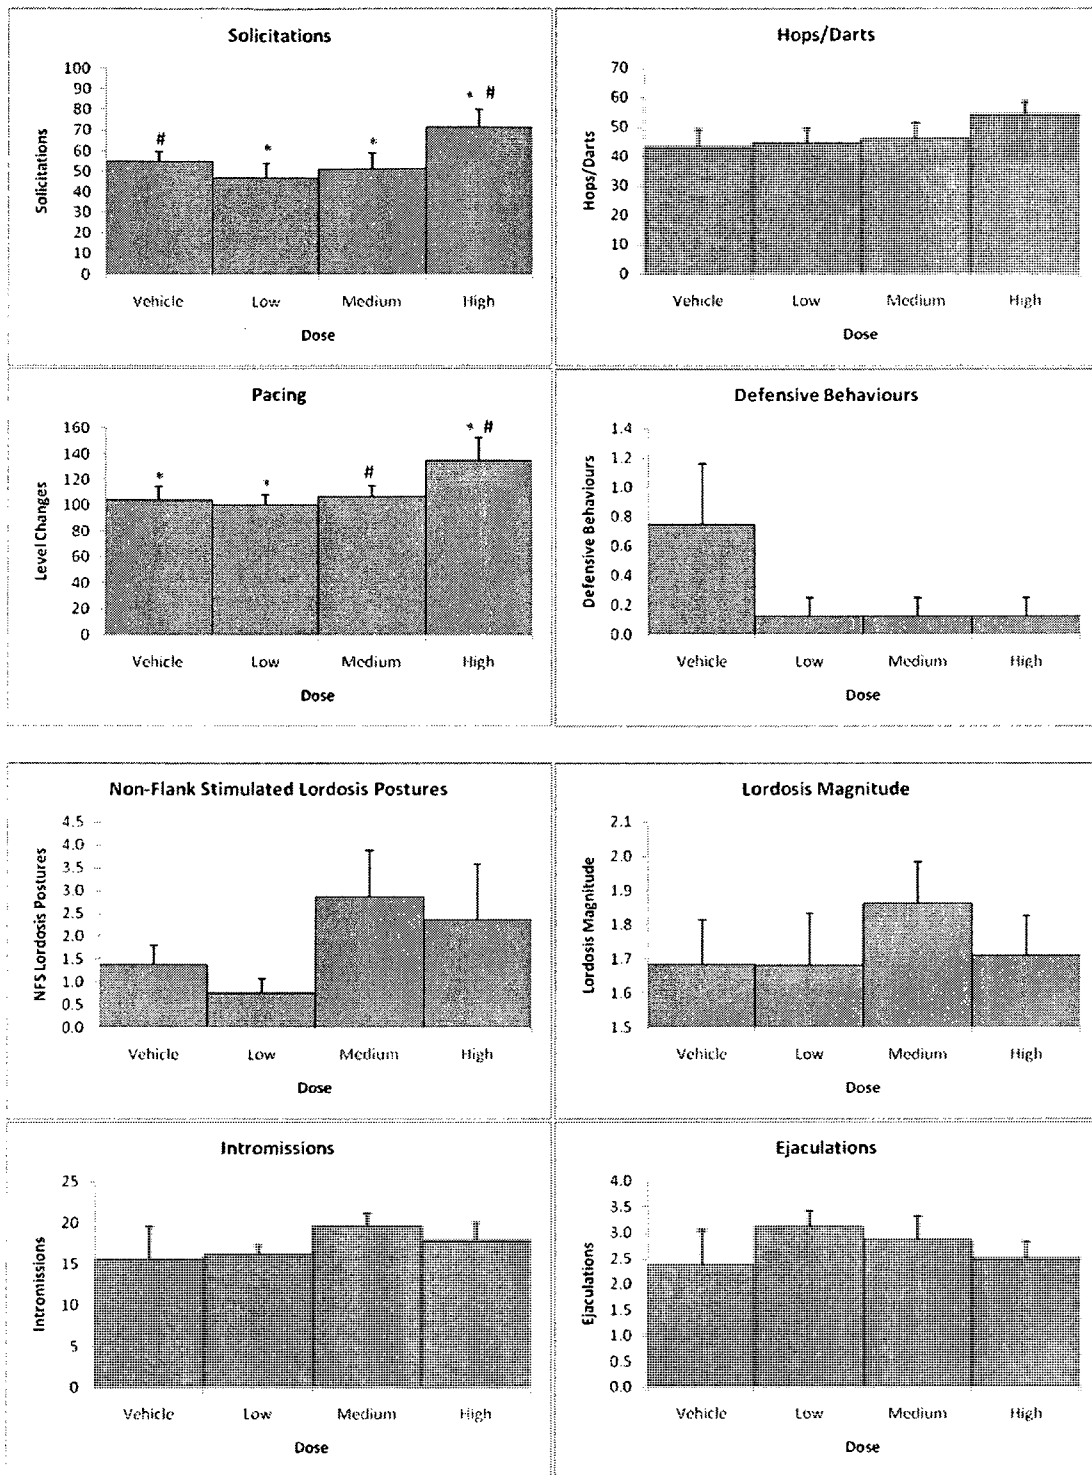 Solicitations
Solicitations
100
90
80
70
60
50
40
30
20
10
0
#
*
*
* #
Vehicle Low Medium High
Dose
Hops/Darts
Hops/Darts
70
60
50
40
30
20
10
0
Vehicle Low Medium High
Dose
Pacing
Level Changes
160
140
120
100
80
60
40
20
0
*
*
#
* #
Vehicle Low Medium High
Dose
Defensive Behaviours
Defensive Behaviours
1.4
1.2
1.0
0.8
0.6
0.4
0.2
0.0
Vehicle Low Medium High
Dose
Non-Flank Stimulated Lordosis Postures
NFS Lordosis Postures
4.5
4.0
3.5
3.0
2.5
2.0
1.5
1.0
0.5
0.0
Vehicle Low Medium High
Dose
Lordosis Magnitude
Lordosis Magnitude
2.1
2.0
1.9
1.8
1.7
1.6
1.5
Vehicle Low Medium High
Dose
Intromissions
Intromissions
25
20
15
10
5
0
Vehicle Low Medium High
Dose
Ejaculations
Ejaculations
4.0
3.5
3.0
2.5
2.0
1.5
1.0
0.5
0.0
Vehicle Low Medium High
Dose